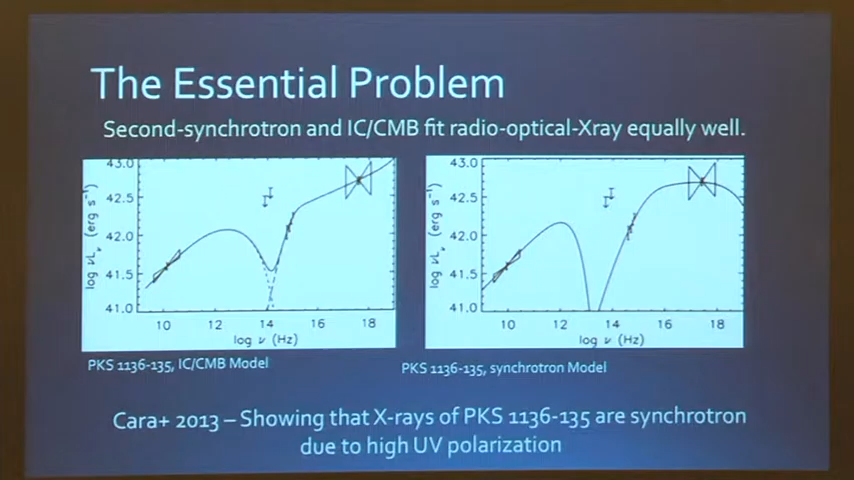 The Essential Problem
Second-synchrotron and IC/CMB fit radio-optical-Xray equally well.
43.0
42.5
42.0
41.5
41.0
log νLν (erg s⁻¹)
10 12 14 16 18
log ν (Hz)
PKS 1136-135, IC/CMB Model
43.0
42.5
42.0
41.5
41.0
log νLν (erg s⁻¹)
10 12 14 16 18
log ν (Hz)
PKS 1136-135, synchrotron Model
Cara+ 2013 – Showing that X-rays of PKS 1136-135 are synchrotron
due to high UV polarization